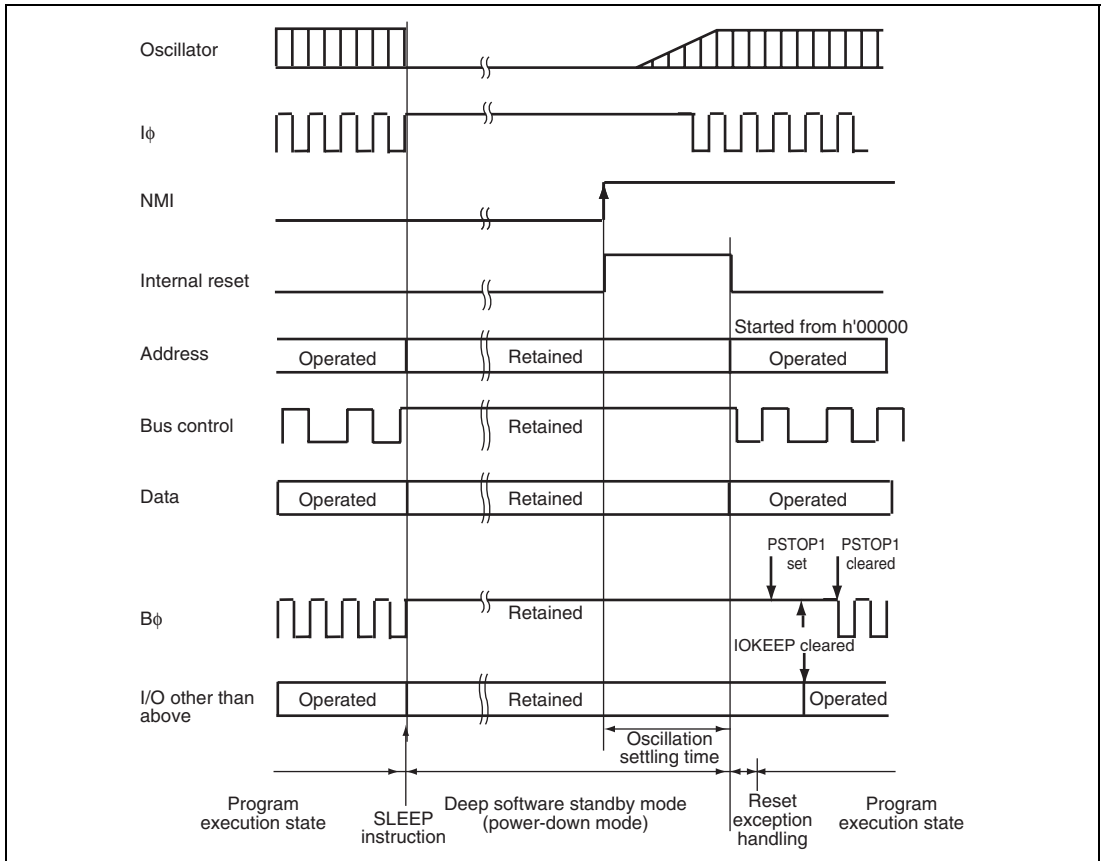 Oscillator
Iϕ
NMI
Internal reset
Started from h'00000
Address
Operated
Retained
Operated
Bus control
Retained
Data
Operated
Retained
Operated
PSTOP1
set
PSTOP1
cleared
Bϕ
Retained
IOKEEP cleared
I/O other than
above
Operated
Retained
Operated
Oscillation
settling time
Program
execution state
SLEEP
instruction
Deep software standby mode
(power-down mode)
Reset
exception
handling
Program
execution state